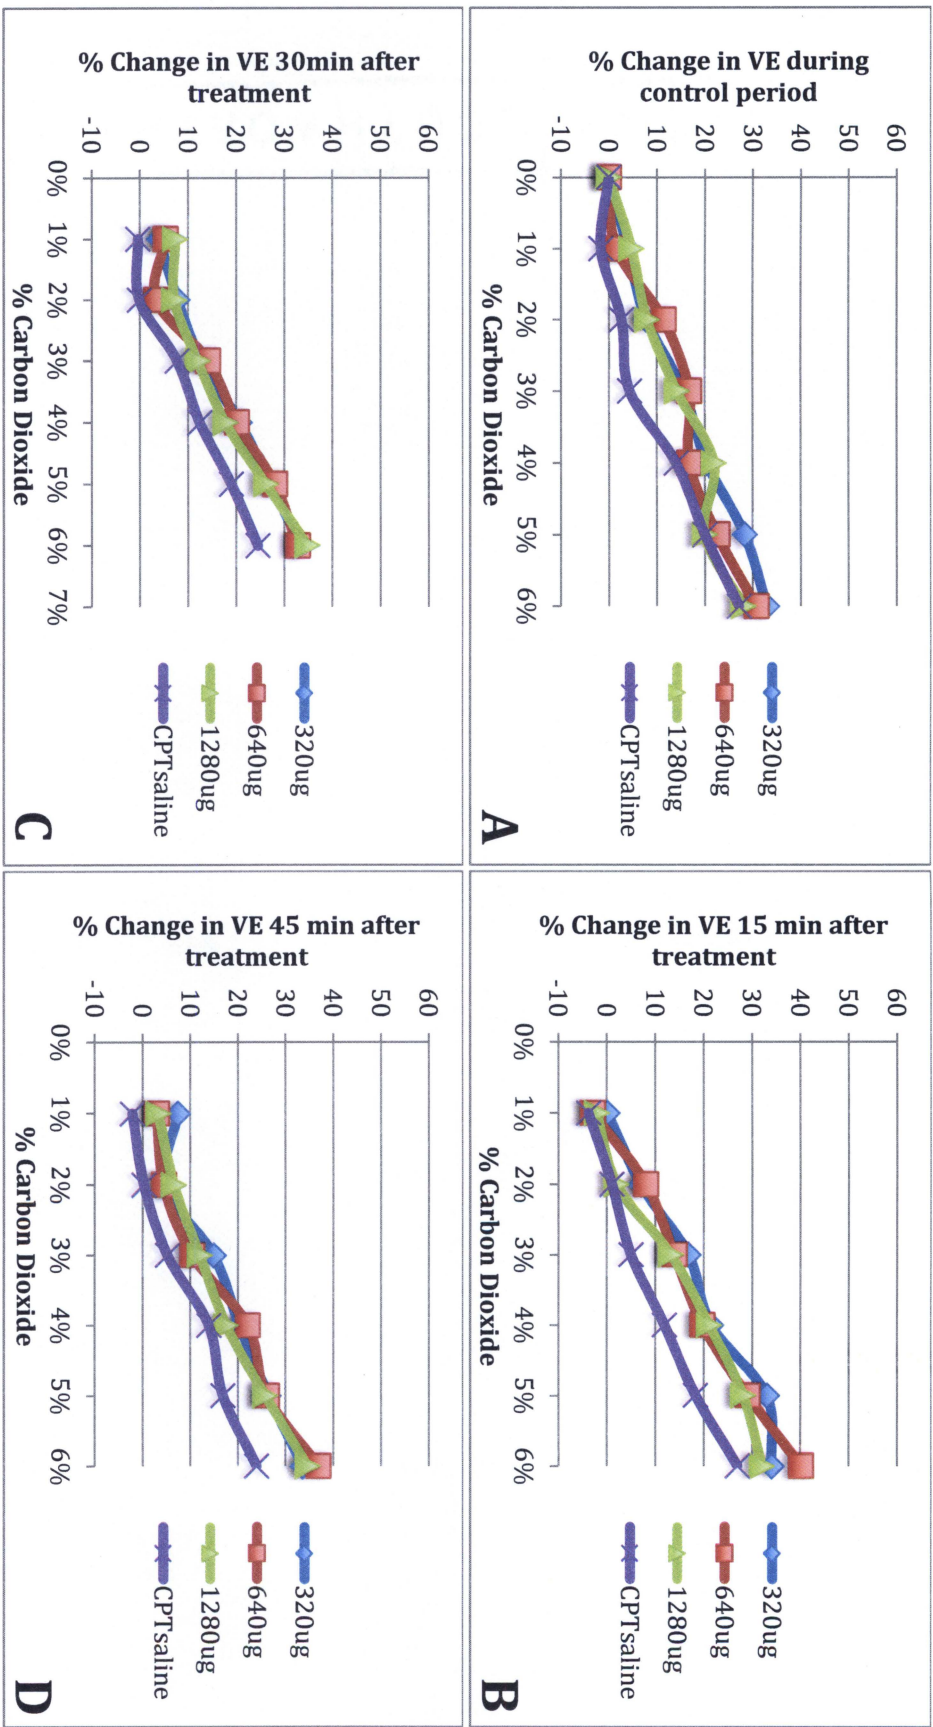 % Change in VE during
control period
60
50
40
30
20
10
0
-10
0%
1%
2%
3%
4%
5%
6%
% Carbon Dioxide
320ug
640ug
1280ug
CPTsaline
A
% Change in VE 15 min after
treatment
60
50
40
30
20
10
0
-10
0%
1%
2%
3%
4%
5%
6%
% Carbon Dioxide
320ug
640ug
1280ug
CPTsaline
B
% Change in VE 30min after
treatment
60
50
40
30
20
10
0
-10
0%
1%
2%
3%
4%
5%
6%
7%
% Carbon Dioxide
320ug
640ug
1280ug
CPTsaline
C
% Change in VE 45 min after
treatment
60
50
40
30
20
10
0
-10
0%
1%
2%
3%
4%
5%
6%
% Carbon Dioxide
320ug
640ug
1280ug
CPTsaline
D